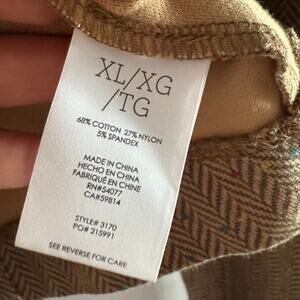 XL/XG
/TG
68% COTTON 27% NYLON
5% SPANDEX
MADE IN CHINA
HECHO EN CHINA
FABRIQUÉ EN CHINE
RN#54077
CA#59814
STYLE# 3170
PO# 215991
SEE REVERSE FOR CARE